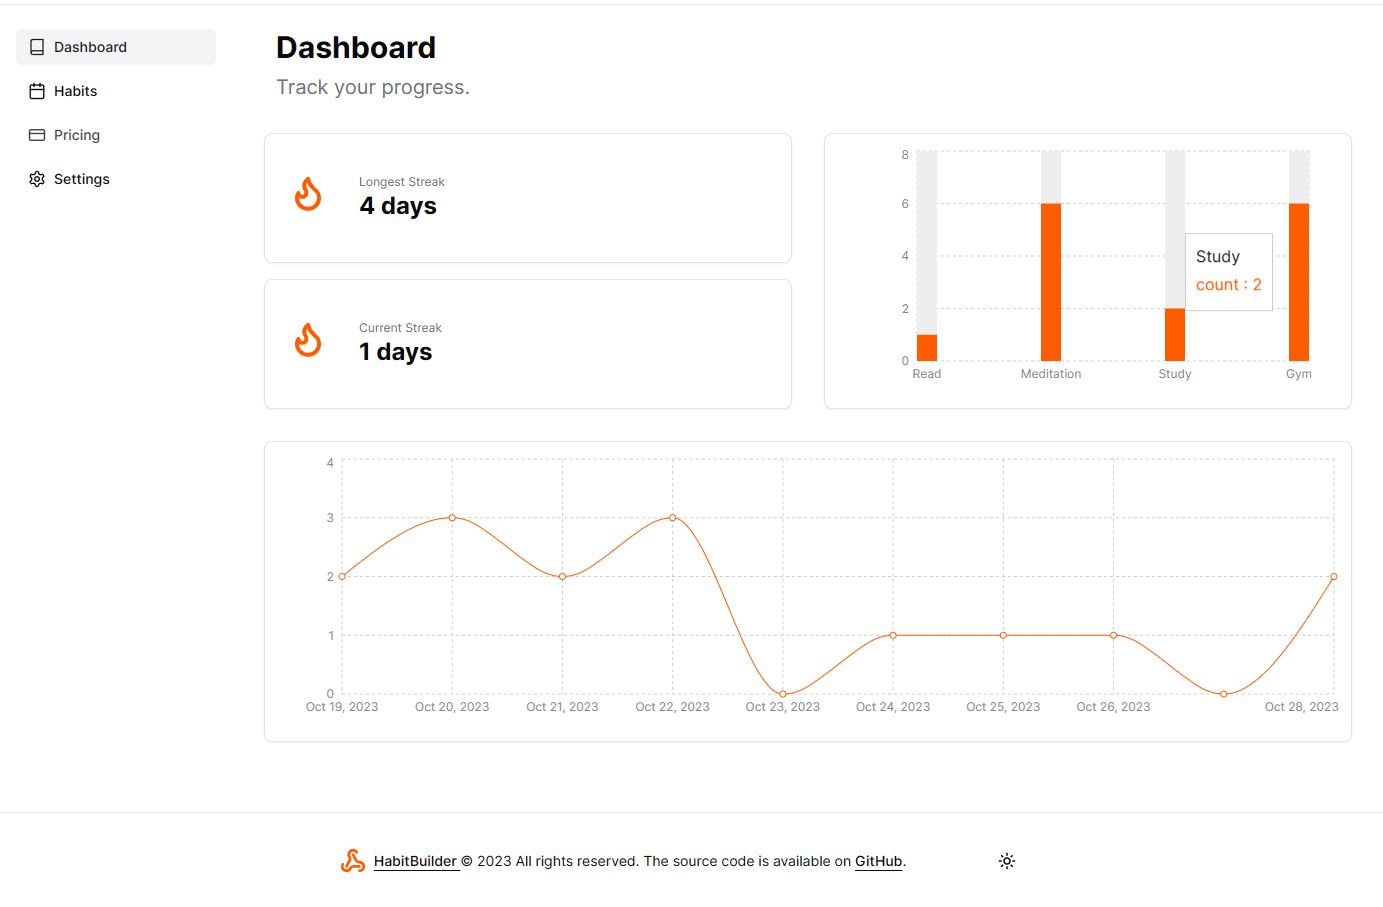 Dashboard
Habits
Pricing
Settings
Dashboard
Track your progress.
Longest Streak
4 days
Current Streak
1 days
8
6
4
2
0
Read Meditation Study Gym
Study
count : 2
4
3
2
1
0
Oct 19, 2023 Oct 20, 2023 Oct 21, 2023 Oct 22, 2023 Oct 23, 2023 Oct 24, 2023 Oct 25, 2023 Oct 26, 2023 Oct 28, 2023
HabitBuilder © 2023 All rights reserved. The source code is available on GitHub.